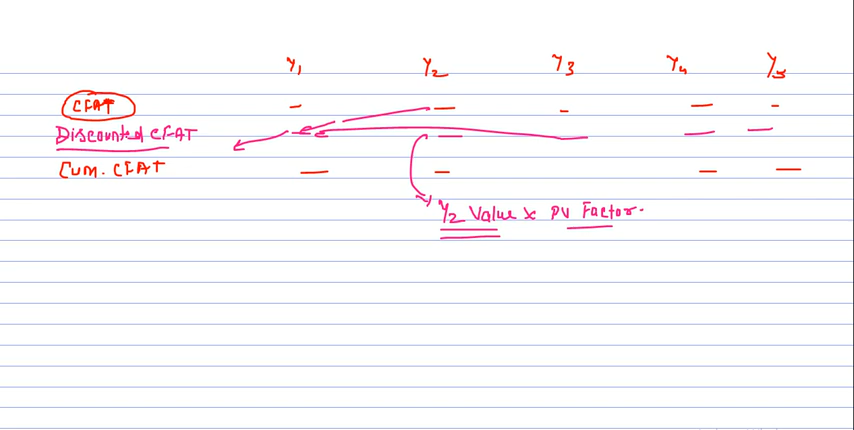 Y1 Y2 Y3 Y4 Y5
CFAT - - - - -
Discounted CFAT - - - -
Cum. CFAT - - - -
Y2 Value x PV Factor.